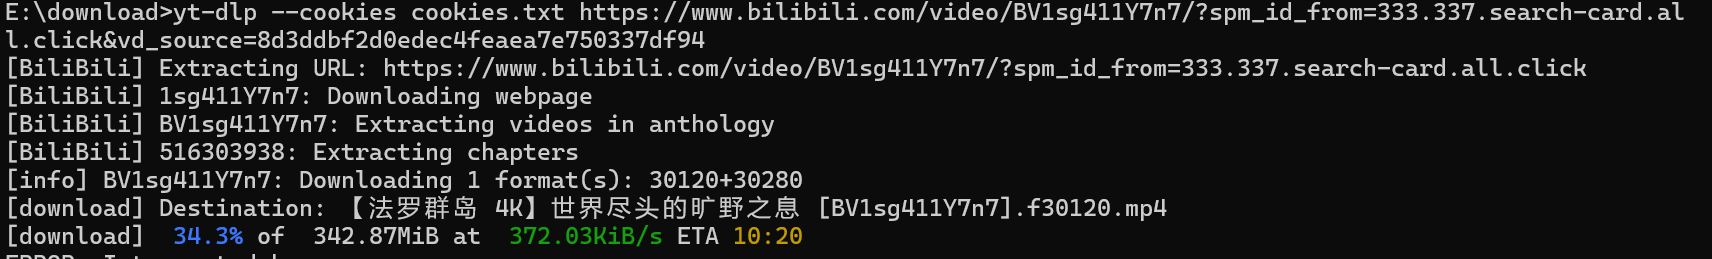 E:\download>yt-dlp --cookies cookies.txt https://www.bilibili.com/video/BV1sg411Y7n7/?spm_id_from=333.337.search-card.al
l.click&vd_source=8d3ddbf2d0edec4feaea7e750337df94
[BiliBili] Extracting URL: https://www.bilibili.com/video/BV1sg411Y7n7/?spm_id_from=333.337.search-card.all.click
[BiliBili] 1sg411Y7n7: Downloading webpage
[BiliBili] BV1sg411Y7n7: Extracting videos in anthology
[BiliBili] 516303938: Extracting chapters
[info] BV1sg411Y7n7: Downloading 1 format(s): 30120+30280
[download] Destination: 【法罗群岛 4K】世界尽头的旷野之息 [BV1sg411Y7n7].f30120.mp4
[download]  34.3% of  342.87MiB at  372.03KiB/s ETA 10:20